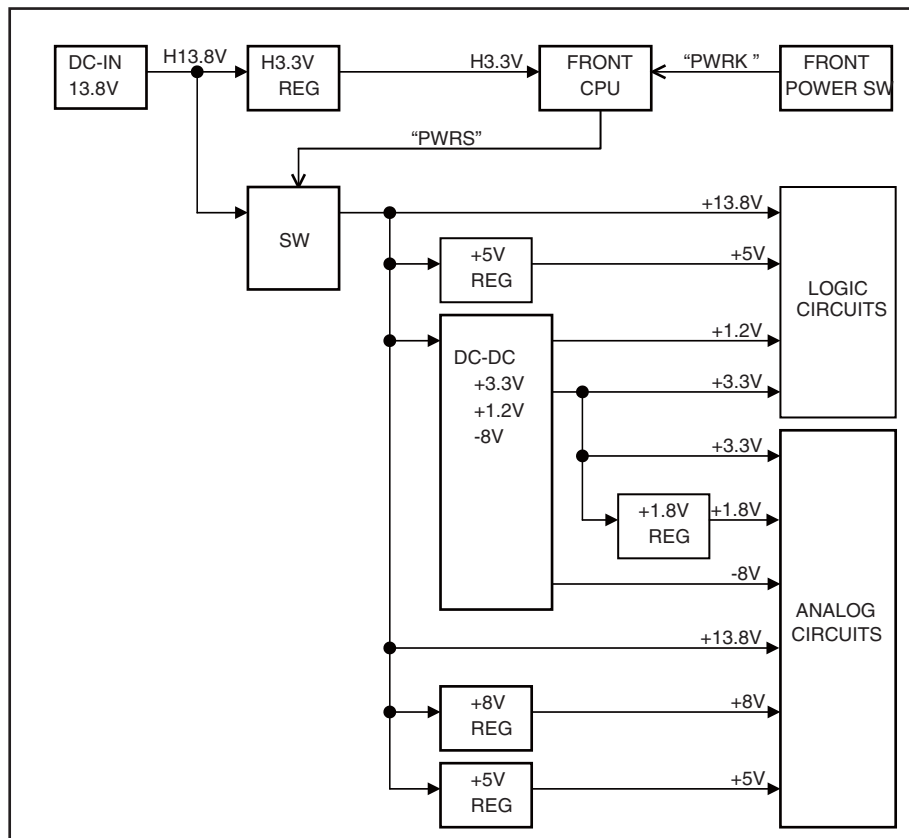 DC-IN
13.8V
H13.8V
H3.3V
REG
H3.3V
FRONT
CPU
“PWRK ”
FRONT
POWER SW
“PWRS”
SW
+13.8V
+5V
REG
+5V
LOGIC
CIRCUITS
DC-DC
+3.3V
+1.2V
-8V
+1.2V
+3.3V
+3.3V
+1.8V
REG
+1.8V
-8V
ANALOG
CIRCUITS
+13.8V
+8V
REG
+8V
+5V
REG
+5V